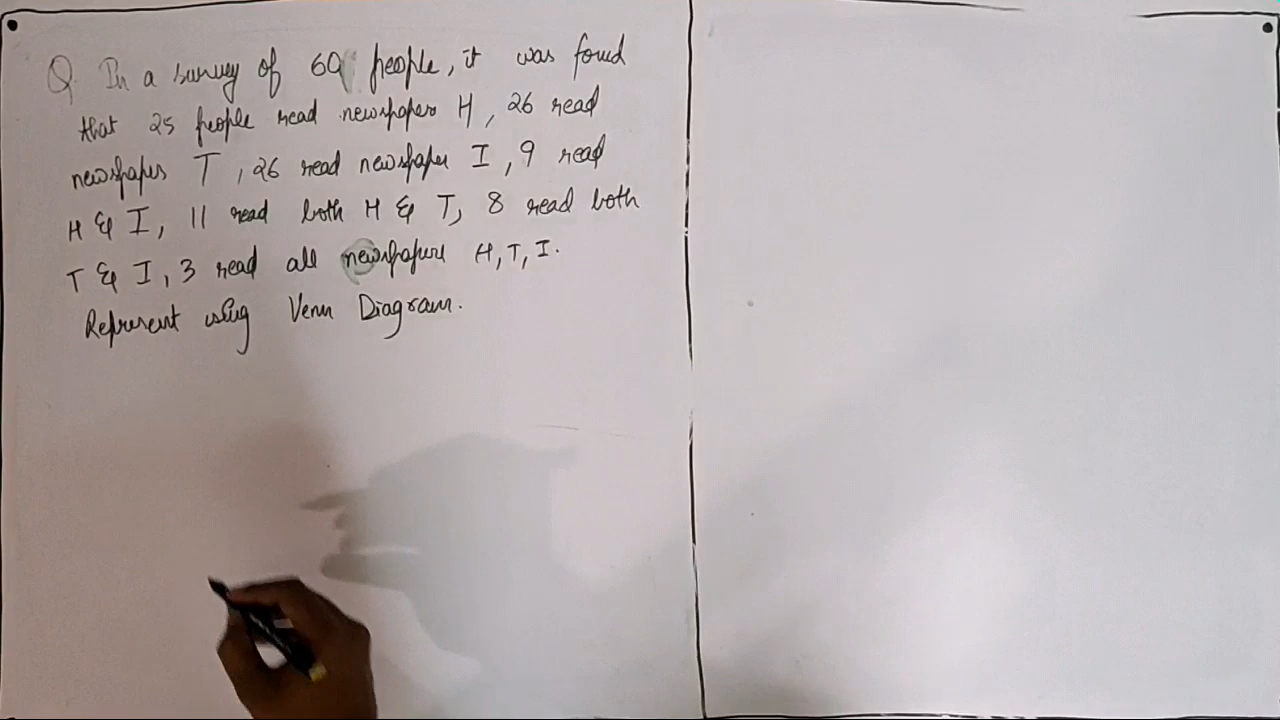 Q. In a survey of 60 people, it was found
that 25 people read newspaper H, 26 read
newspaper T, 26 read newspaper I, 9 read
H & I, 11 read both H & T, 8 read both
T & I, 3 read all newspapers H, T, I.
Represent using Venn Diagram.